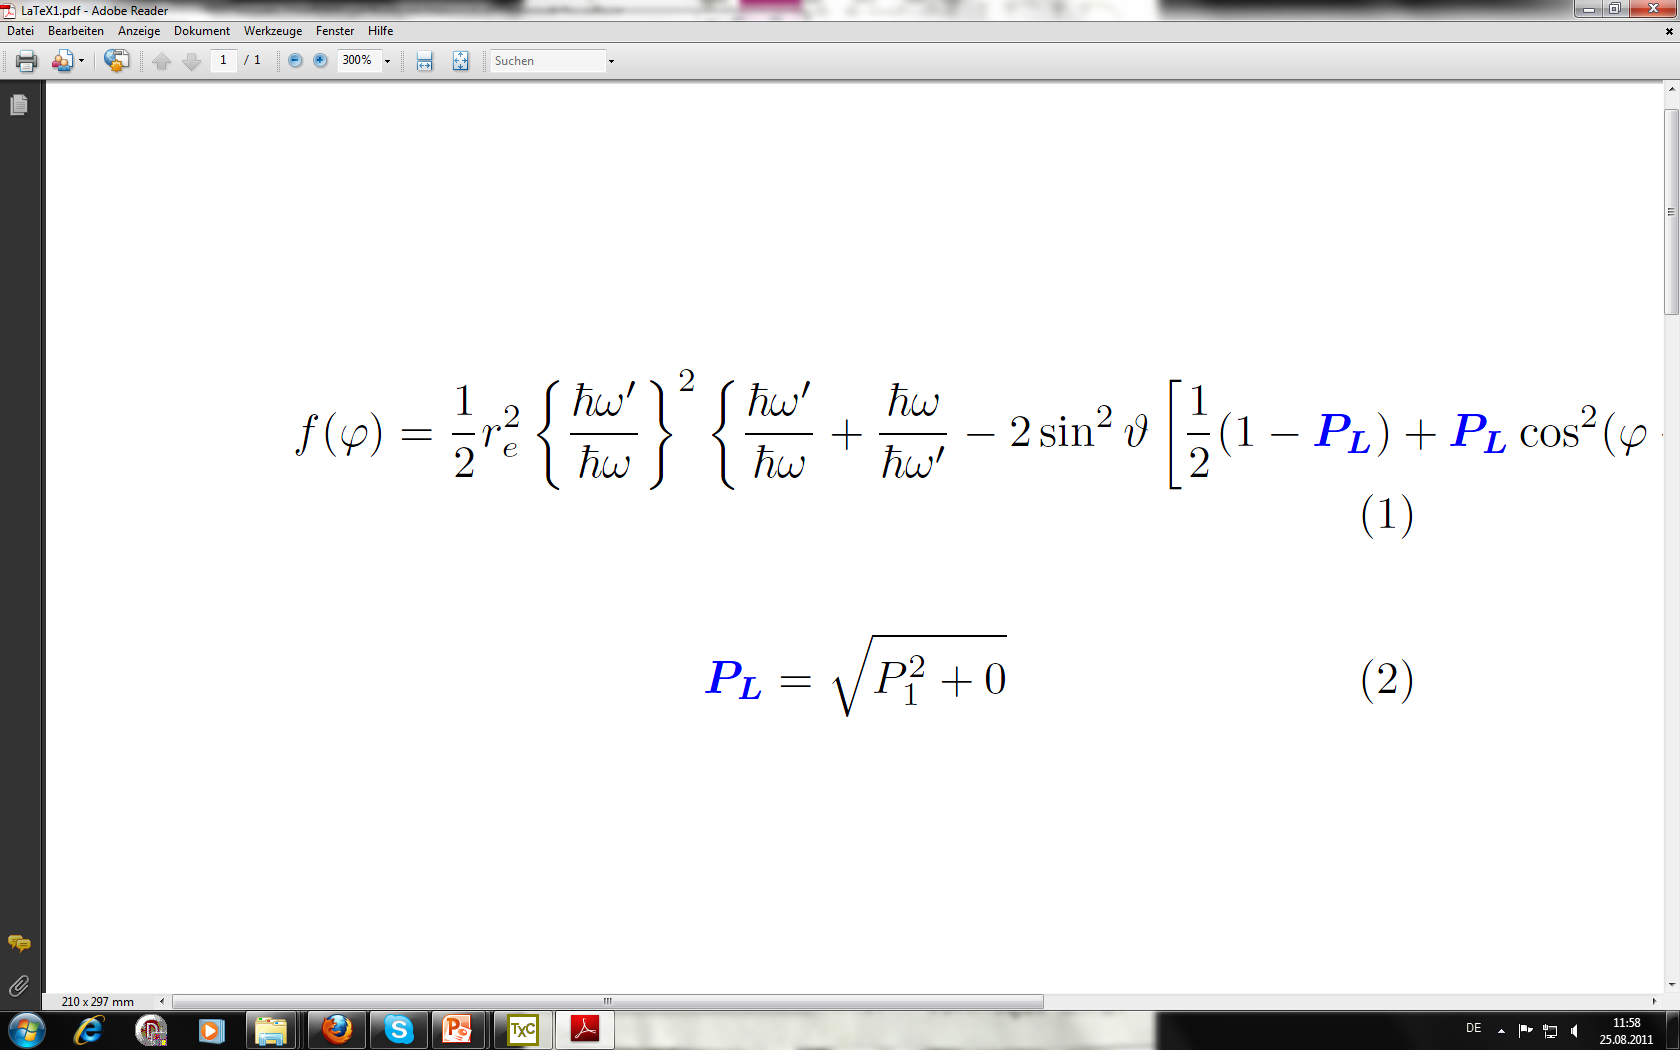 LaTeX1.pdf - Adobe Reader
Datei Bearbeiten Anzeige Dokument Werkzeuge Fenster Hilfe
1 / 1 300% Suchen
f(φ) = 1/2 r_e^2 {ħω′/ħω}^2 {ħω′/ħω + ħω/ħω′ − 2 sin^2 ϑ [1/2 (1 − P_L) + P_L cos^2(φ
(1)
P_L = √(P_1^2 + 0) (2)
210 x 297 mm
TXC
DE 11:58
25.08.2011